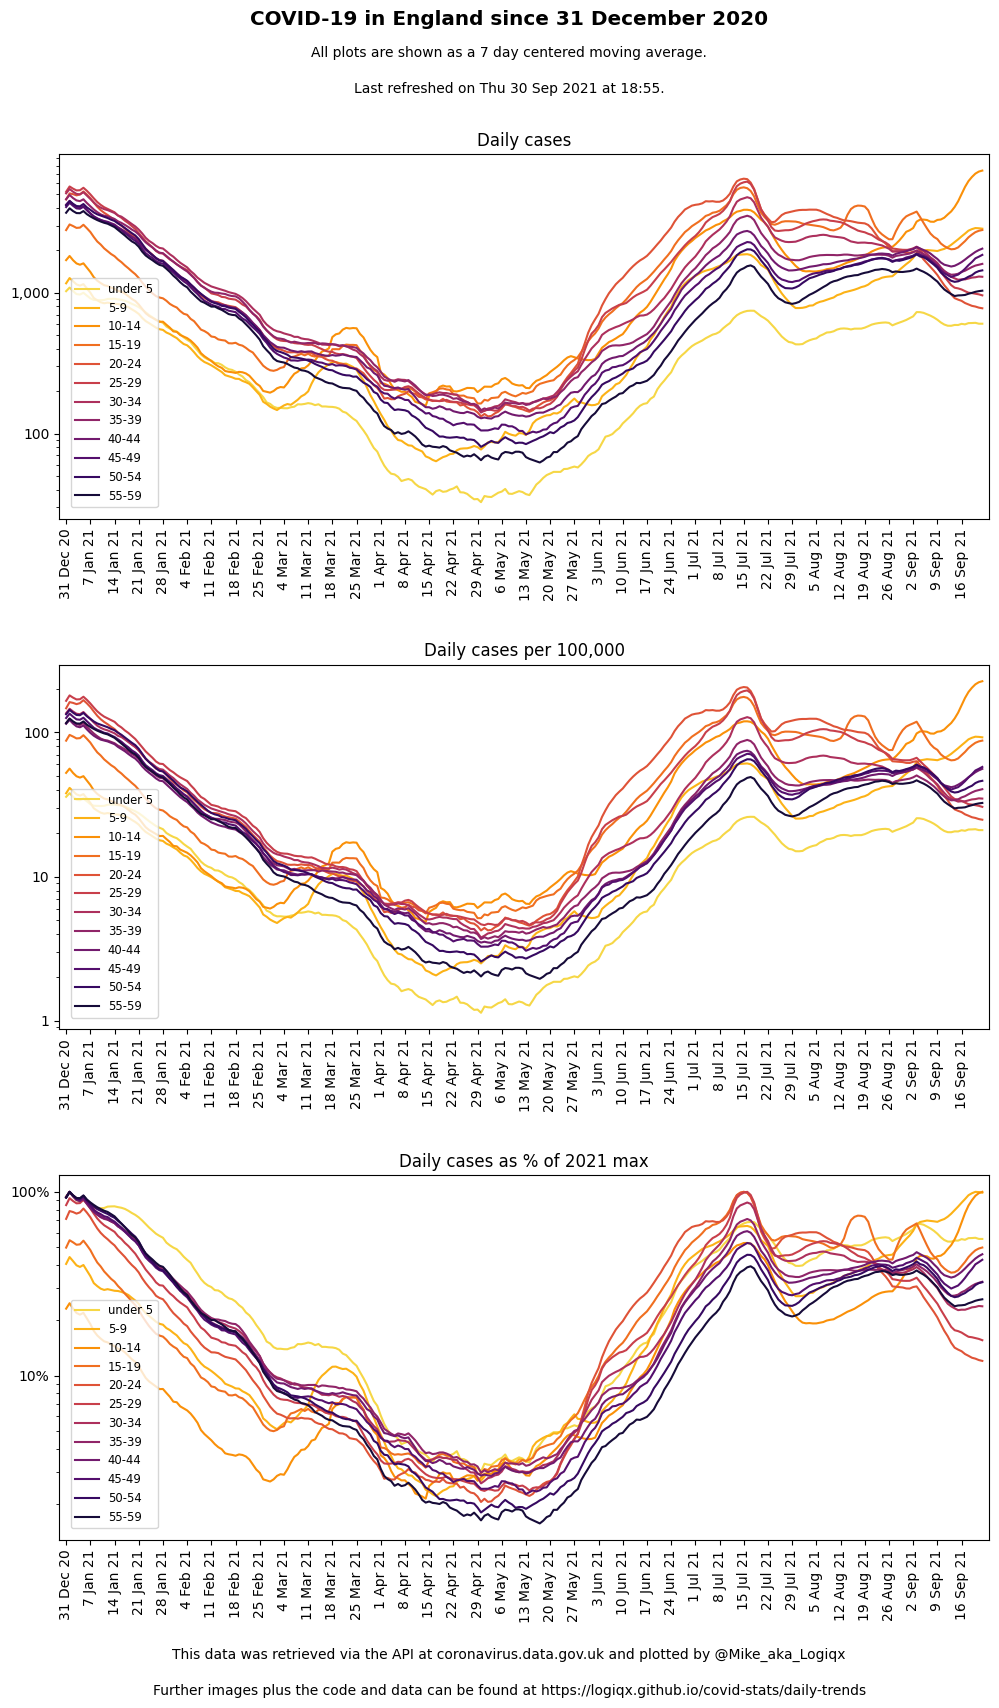 COVID-19 in England since 31 December 2020
All plots are shown as a 7 day centered moving average.
Last refreshed on Thu 30 Sep 2021 at 18:55.
Daily cases
1,000
100
under 5
5-9
10-14
15-19
20-24
25-29
30-34
35-39
40-44
45-49
50-54
55-59
31 Dec 20
7 Jan 21
14 Jan 21
21 Jan 21
28 Jan 21
4 Feb 21
11 Feb 21
18 Feb 21
25 Feb 21
4 Mar 21
11 Mar 21
18 Mar 21
25 Mar 21
1 Apr 21
8 Apr 21
15 Apr 21
22 Apr 21
29 Apr 21
6 May 21
13 May 21
20 May 21
27 May 21
3 Jun 21
10 Jun 21
17 Jun 21
24 Jun 21
1 Jul 21
8 Jul 21
15 Jul 21
22 Jul 21
29 Jul 21
5 Aug 21
12 Aug 21
19 Aug 21
26 Aug 21
2 Sep 21
9 Sep 21
16 Sep 21
Daily cases per 100,000
100
10
1
under 5
5-9
10-14
15-19
20-24
25-29
30-34
35-39
40-44
45-49
50-54
55-59
31 Dec 20
7 Jan 21
14 Jan 21
21 Jan 21
28 Jan 21
4 Feb 21
11 Feb 21
18 Feb 21
25 Feb 21
4 Mar 21
11 Mar 21
18 Mar 21
25 Mar 21
1 Apr 21
8 Apr 21
15 Apr 21
22 Apr 21
29 Apr 21
6 May 21
13 May 21
20 May 21
27 May 21
3 Jun 21
10 Jun 21
17 Jun 21
24 Jun 21
1 Jul 21
8 Jul 21
15 Jul 21
22 Jul 21
29 Jul 21
5 Aug 21
12 Aug 21
19 Aug 21
26 Aug 21
2 Sep 21
9 Sep 21
16 Sep 21
Daily cases as % of 2021 max
100%
10%
under 5
5-9
10-14
15-19
20-24
25-29
30-34
35-39
40-44
45-49
50-54
55-59
31 Dec 20
7 Jan 21
14 Jan 21
21 Jan 21
28 Jan 21
4 Feb 21
11 Feb 21
18 Feb 21
25 Feb 21
4 Mar 21
11 Mar 21
18 Mar 21
25 Mar 21
1 Apr 21
8 Apr 21
15 Apr 21
22 Apr 21
29 Apr 21
6 May 21
13 May 21
20 May 21
27 May 21
3 Jun 21
10 Jun 21
17 Jun 21
24 Jun 21
1 Jul 21
8 Jul 21
15 Jul 21
22 Jul 21
29 Jul 21
5 Aug 21
12 Aug 21
19 Aug 21
26 Aug 21
2 Sep 21
9 Sep 21
16 Sep 21
This data was retrieved via the API at coronavirus.data.gov.uk and plotted by @Mike_aka_Logiqx
Further images plus the code and data can be found at https://logiqx.github.io/covid-stats/daily-trends